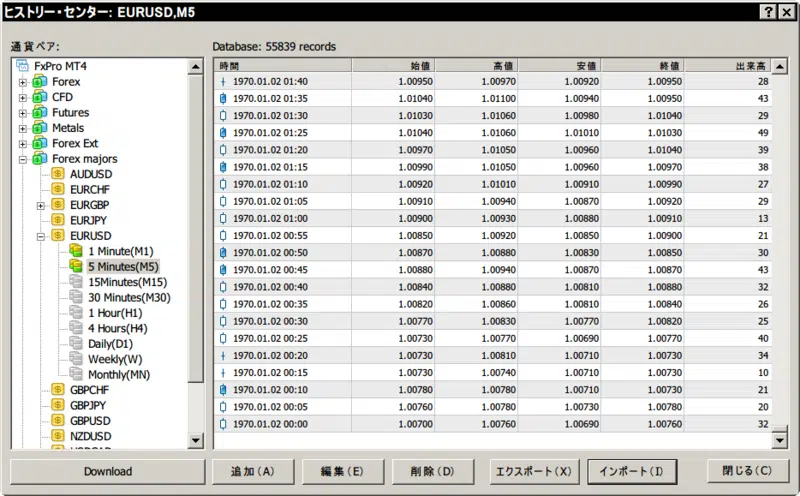 ヒストリー・センター: EURUSD,M5
通貨ペア:
Database: 55839 records
FxPro MT4
Forex
CFD
Futures
Metals
Forex Ext
Forex majors
AUDUSD
EURCHF
EURGBP
EURJPY
EURUSD
1 Minute(M1)
5 Minutes(M5)
15Minutes(M15)
30 Minutes(M30)
1 Hour(H1)
4 Hours(H4)
Daily(D1)
Weekly(W)
Monthly(MN)
GBPCHF
GBPJPY
GBPUSD
NZDUSD
時間 始値 高値 安値 終値 出来高
1970.01.02 01:40 1.00950 1.00970 1.00920 1.00950 28
1970.01.02 01:35 1.01040 1.01100 1.00940 1.00950 43
1970.01.02 01:30 1.01030 1.01060 1.00980 1.01040 29
1970.01.02 01:25 1.01040 1.01060 1.01010 1.01030 49
1970.01.02 01:20 1.00970 1.01050 1.00960 1.01040 39
1970.01.02 01:15 1.00990 1.01050 1.00960 1.00970 38
1970.01.02 01:10 1.00920 1.01010 1.00910 1.00990 27
1970.01.02 01:05 1.00910 1.00940 1.00870 1.00920 29
1970.01.02 01:00 1.00900 1.00930 1.00880 1.00910 13
1970.01.02 00:55 1.00850 1.00920 1.00850 1.00900 21
1970.01.02 00:50 1.00870 1.00880 1.00830 1.00850 30
1970.01.02 00:45 1.00880 1.00940 1.00870 1.00870 43
1970.01.02 00:40 1.00840 1.00880 1.00810 1.00880 32
1970.01.02 00:35 1.00820 1.00860 1.00810 1.00840 26
1970.01.02 00:30 1.00770 1.00830 1.00770 1.00820 25
1970.01.02 00:25 1.00730 1.00770 1.00690 1.00770 40
1970.01.02 00:20 1.00730 1.00810 1.00710 1.00730 34
1970.01.02 00:15 1.00730 1.00740 1.00710 1.00730 10
1970.01.02 00:10 1.00780 1.00780 1.00710 1.00730 21
1970.01.02 00:05 1.00760 1.00780 1.00760 1.00780 20
1970.01.02 00:00 1.00700 1.00760 1.00690 1.00760 32
Download 追加(A) 編集(E) 削除(D) エクスポート(X) インポート(I) 閉じる(C)